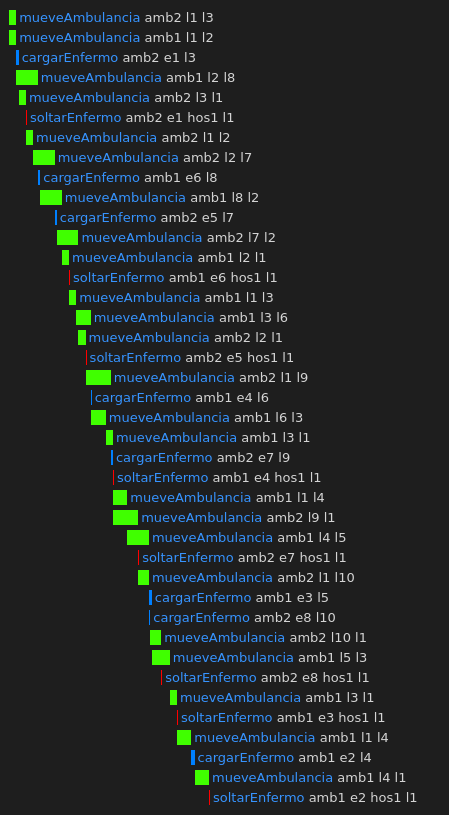 mueveAmbulancia amb2 l1 l3
mueveAmbulancia amb1 l1 l2
cargarEnfermo amb2 e1 l3
mueveAmbulancia amb1 l2 l8
mueveAmbulancia amb2 l3 l1
soltarEnfermo amb2 e1 hos1 l1
mueveAmbulancia amb2 l1 l2
mueveAmbulancia amb2 l2 l7
cargarEnfermo amb1 e6 l8
mueveAmbulancia amb1 l8 l2
cargarEnfermo amb2 e5 l7
mueveAmbulancia amb2 l7 l2
mueveAmbulancia amb1 l2 l1
soltarEnfermo amb1 e6 hos1 l1
mueveAmbulancia amb1 l1 l3
mueveAmbulancia amb1 l3 l6
mueveAmbulancia amb2 l2 l1
soltarEnfermo amb2 e5 hos1 l1
mueveAmbulancia amb2 l1 l9
cargarEnfermo amb1 e4 l6
mueveAmbulancia amb1 l6 l3
mueveAmbulancia amb1 l3 l1
cargarEnfermo amb2 e7 l9
soltarEnfermo amb1 e4 hos1 l1
mueveAmbulancia amb1 l1 l4
mueveAmbulancia amb2 l9 l1
mueveAmbulancia amb1 l4 l5
soltarEnfermo amb2 e7 hos1 l1
mueveAmbulancia amb2 l1 l10
cargarEnfermo amb1 e3 l5
cargarEnfermo amb2 e8 l10
mueveAmbulancia amb2 l10 l1
mueveAmbulancia amb1 l5 l3
soltarEnfermo amb2 e8 hos1 l1
mueveAmbulancia amb1 l3 l1
soltarEnfermo amb1 e3 hos1 l1
mueveAmbulancia amb1 l1 l4
cargarEnfermo amb1 e2 l4
mueveAmbulancia amb1 l4 l1
soltarEnfermo amb1 e2 hos1 l1